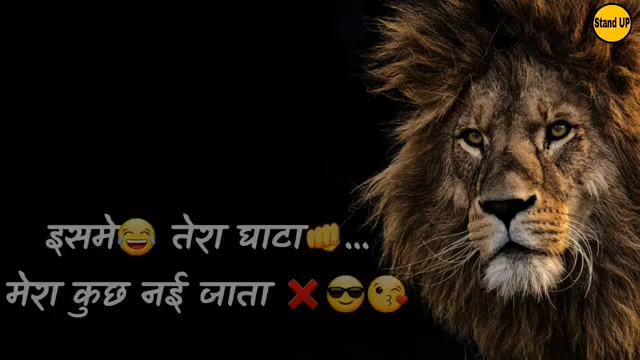 Stand UP
इसमे😂 तेरा घाटा👊...
मेरा कुछ नई जाता ❌😎😘